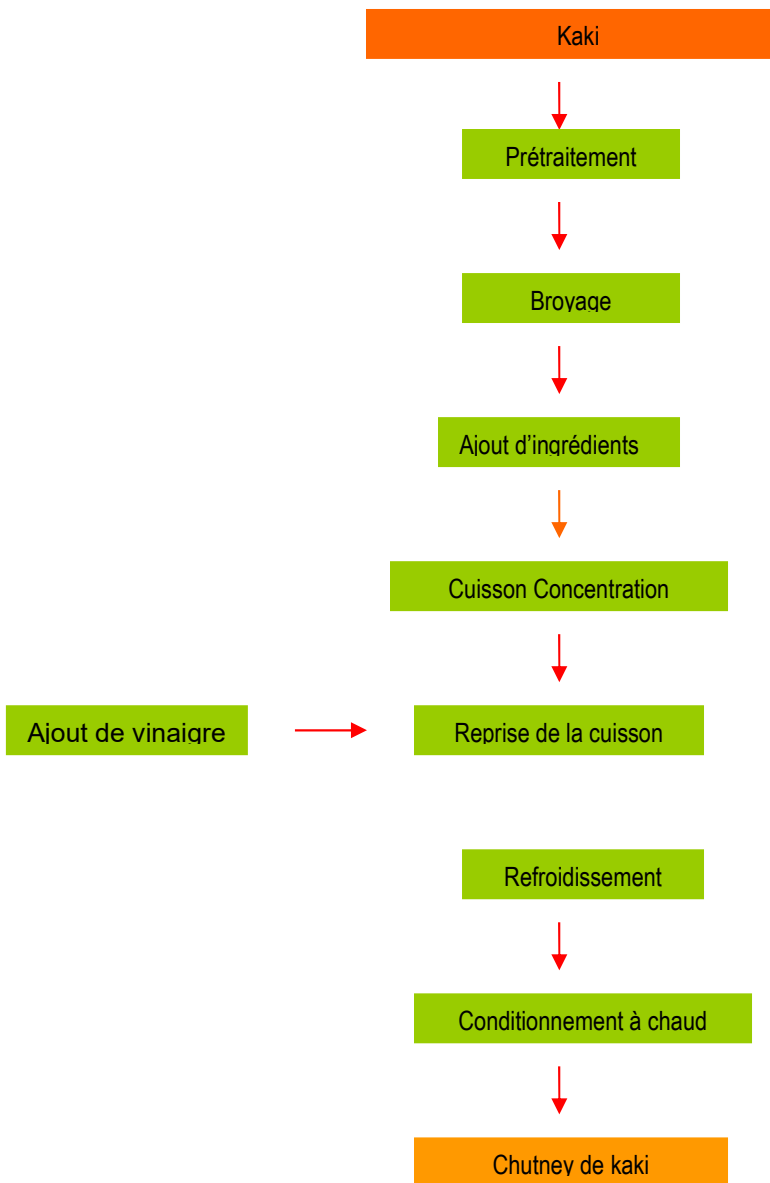 Kaki
Prétraitement
Broyage
Ajout d’ingrédients
Cuisson Concentration
Ajout de vinaigre
Reprise de la cuisson
Refroidissement
Conditionnement à chaud
Chutney de kaki